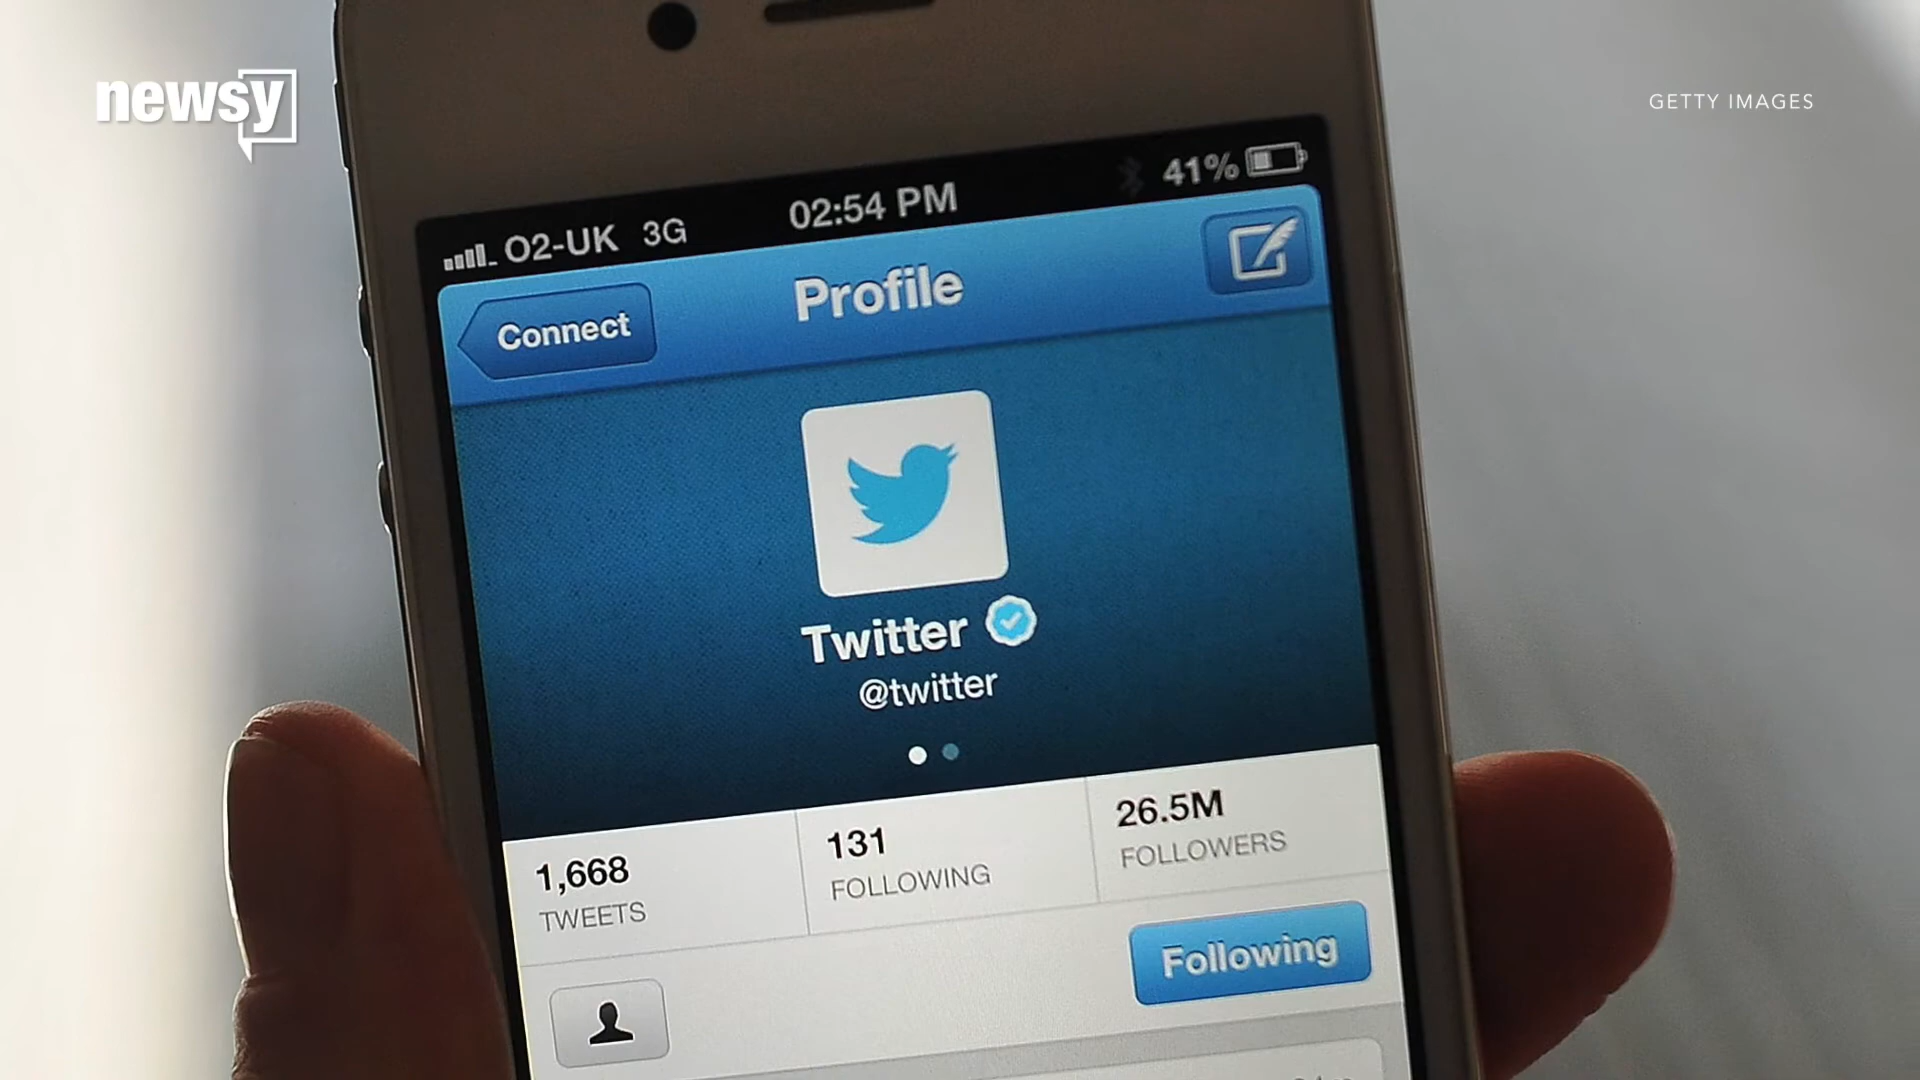 newsy
GETTY IMAGES
O2-UK 3G 02:54 PM 41%
Connect
Profile
Twitter
@twitter
1,668
TWEETS
131
FOLLOWING
26.5M
FOLLOWERS
Following